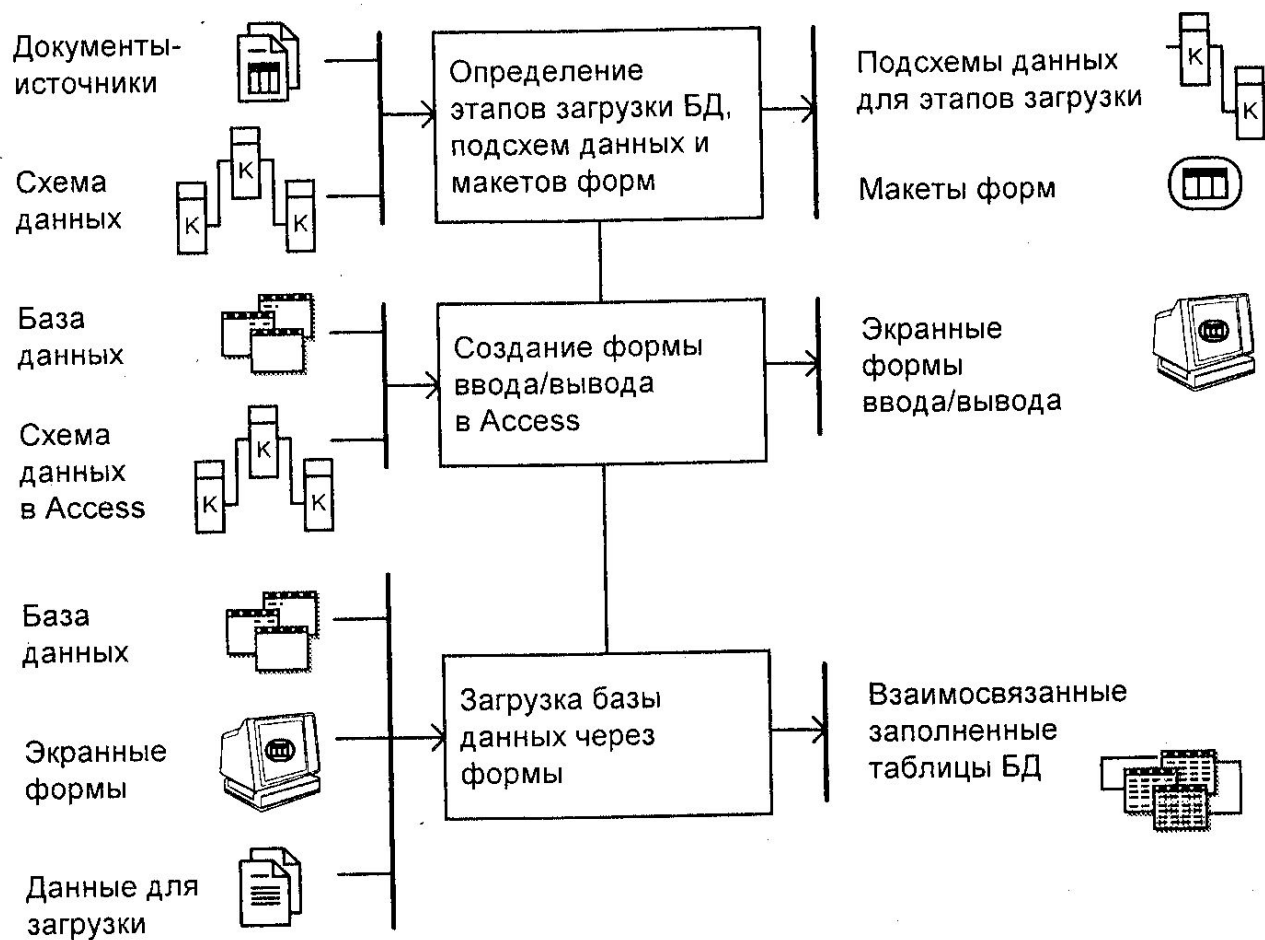 Документы-
источники
Схема
данных
К
К
К
Определение
этапов загрузки БД,
подсхем данных и
макетов форм
Подсхемы данных
для этапов загрузки
К
К
Макеты форм
База
данных
Схема
данных
в Access
К
К
К
Создание формы
ввода/вывода
в Access
Экранные
формы
ввода/вывода
База
данных
Экранные
формы
Данные для
загрузки
Загрузка базы
данных через
формы
Взаимосвязанные
заполненные
таблицы БД